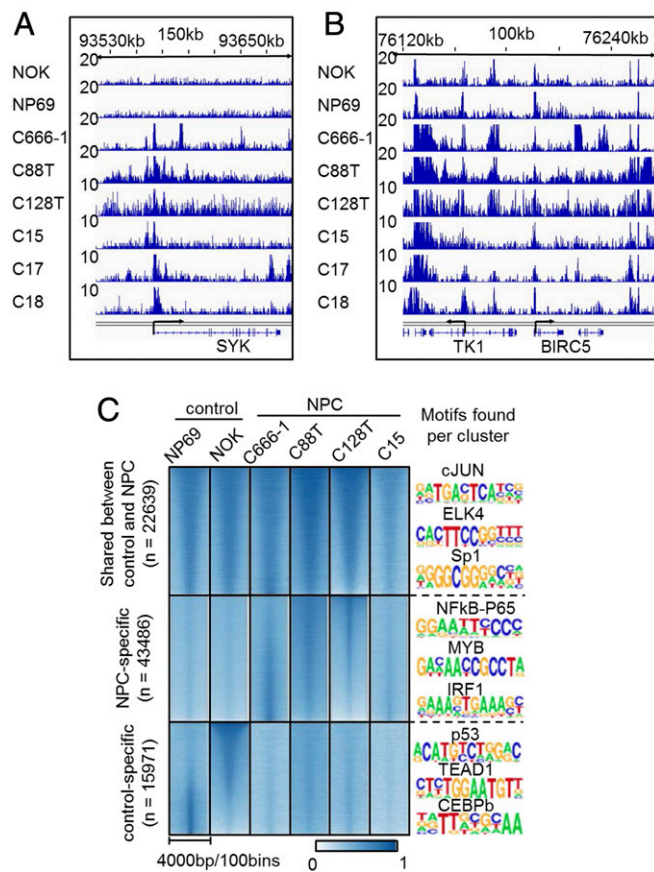 A
93530kb 150kb 93650kb
NOK 20
NP69 20
C666-1 20
C88T 20
C128T 10
C15 10
C17 10
C18 10
SYK
B
76120kb 100kb 76240kb
NOK 20
NP69 20
C666-1 20
C88T 20
C128T 10
C15 10
C17 10
C18 10
TK1 BIRC5
C
control NPC
NP69 NOK C666-1 C88T C128T C15
Motifs found
per cluster
Shared between
control and NPC
(n = 22639)
cJUN
ELK4
CACTTCCGGTTT
Sp1
NPC-specific
(n = 43486)
NFkB-P65
MYB
IRF1
control-specific
(n = 15971)
p53
TEAD1
CEBPb
4000bp/100bins
0 1